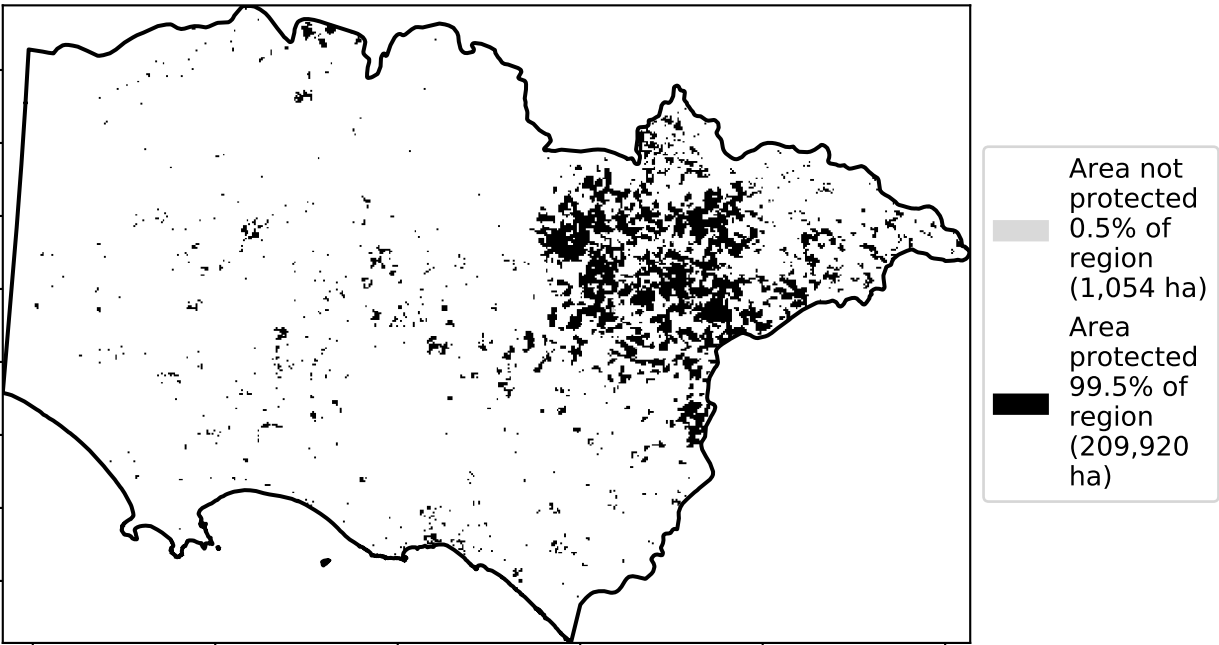 Area not
protected
0.5% of
region
(1,054 ha)
Area
protected
99.5% of
region
(209,920
ha)